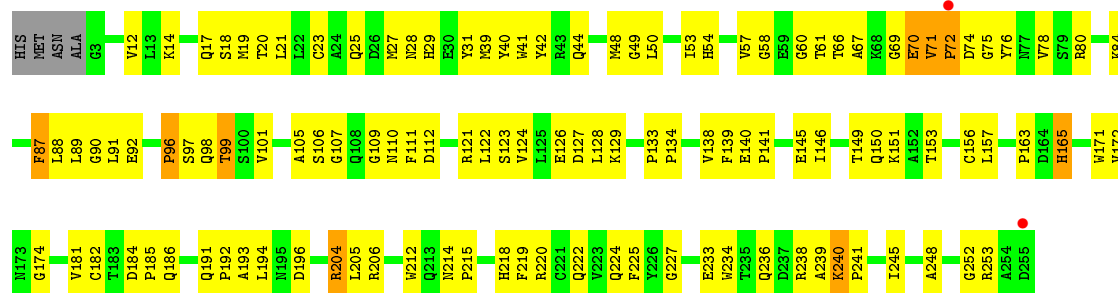 HIS MET ASN ALA G3 V12 L13 K14 Q17 S18 M19 T20 L21 L22 C23 A24 Q25 D26 M27 N28 H29 E30 Y31 M39 Y40 W41 Y42 R43 Q44 M48 G49 L50 I53 H54 V57 G58 E59 G60 T61 T66 A67 K68 G69 E70 V71 P72 D74 G75 Y76 N77 V78 S79 R80 K84
F87 L88 L89 G90 L91 E92 P96 S97 Q98 T99 S100 V101 A105 S106 G107 Q108 G109 N110 F111 D112 R121 L122 S123 V124 L125 E126 D127 L128 K129 P133 P134 V138 F139 E140 P141 E145 I146 T149 Q150 K151 A152 T153 C156 L157 P163 D164 H165 W171 V172
N173 G174 V181 C182 T183 D184 P185 Q186 Q191 P192 A193 L194 N195 D196 R204 L205 R206 W212 Q213 N214 P215 H218 F219 R220 C221 Q222 V223 Q224 F225 Y226 G227 E233 W234 T235 Q236 D237 R238 A239 K240 P241 I245 A248 G252 R253 A254 D255